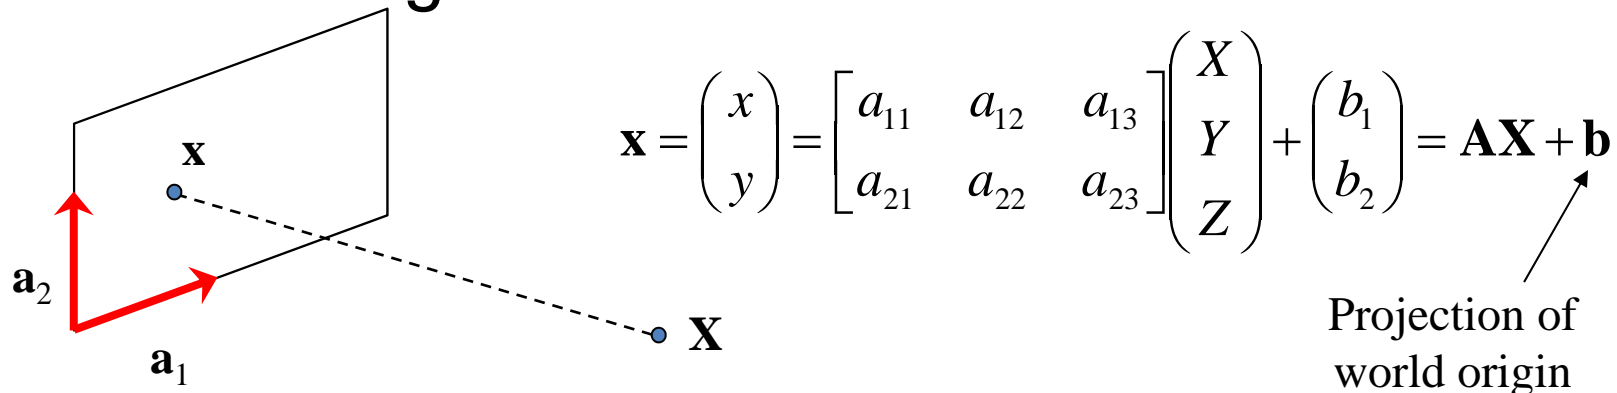 x
a₂
a₁
X
x = (x y) = [a₁₁ a₁₂ a₁₃ a₂₁ a₂₂ a₂₃] (X Y Z) + (b₁ b₂) = AX + b
Projection of
world origin